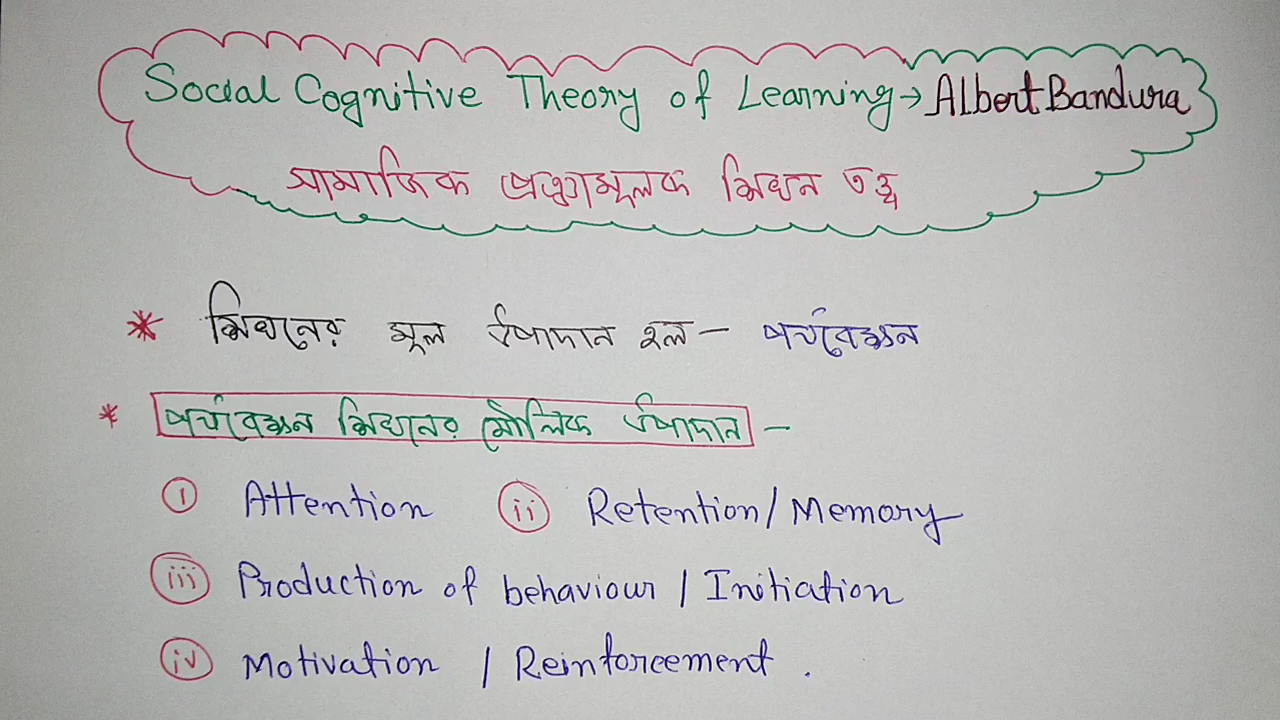 Social Cognitive Theory of Learning → Albert Bandura
সামাজিক প্রজ্ঞামূলক শিখন তত্ত্ব
* শিখনের মূল উপাদান হল - পর্যবেক্ষন
* পর্যবেক্ষন শিখনের মৌলিক উপাদান -
i Attention ii Retention/Memory
iii Production of behaviour / Initiation
iv Motivation / Reinforcement .